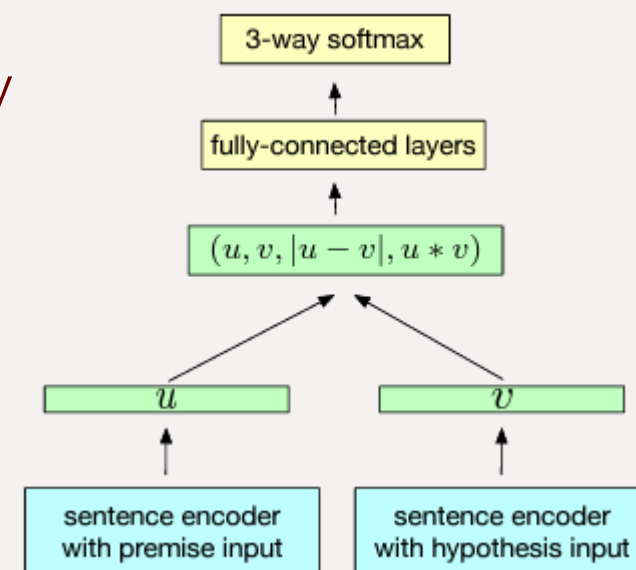 3-way softmax
/
fully-connected layers
(u, v, |u − v|, u ∗ v)
u v
sentence encoder
with premise input
sentence encoder
with hypothesis input